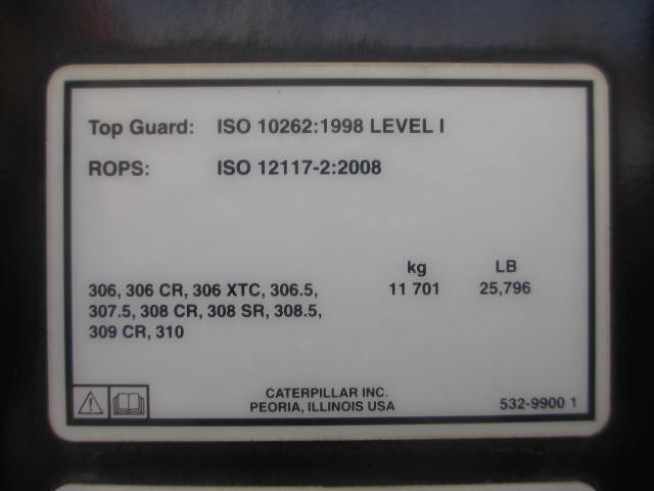 Top Guard: ISO 10262:1998 LEVEL I
ROPS: ISO 12117-2:2008
kg LB
306, 306 CR, 306 XTC, 306.5, 11 701 25,796
307.5, 308 CR, 308 SR, 308.5,
309 CR, 310
CATERPILLAR INC.
PEORIA, ILLINOIS USA 532-9900 1